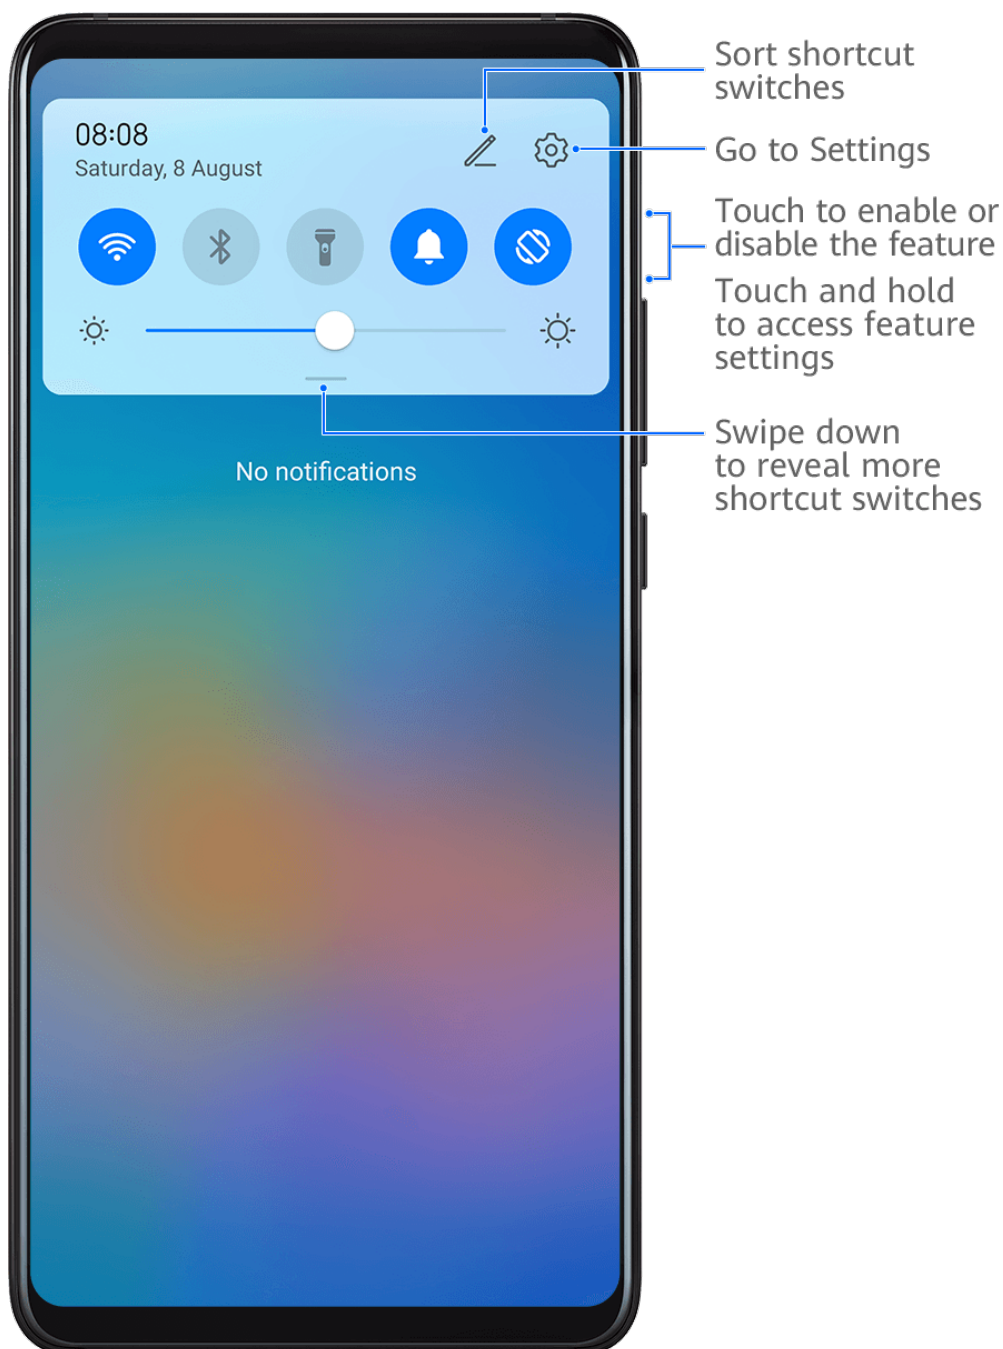 Sort shortcut
switches
08:08
Saturday, 8 August
Go to Settings
Touch to enable or
disable the feature
Touch and hold
to access feature
settings
Swipe down
to reveal more
shortcut switches
No notifications